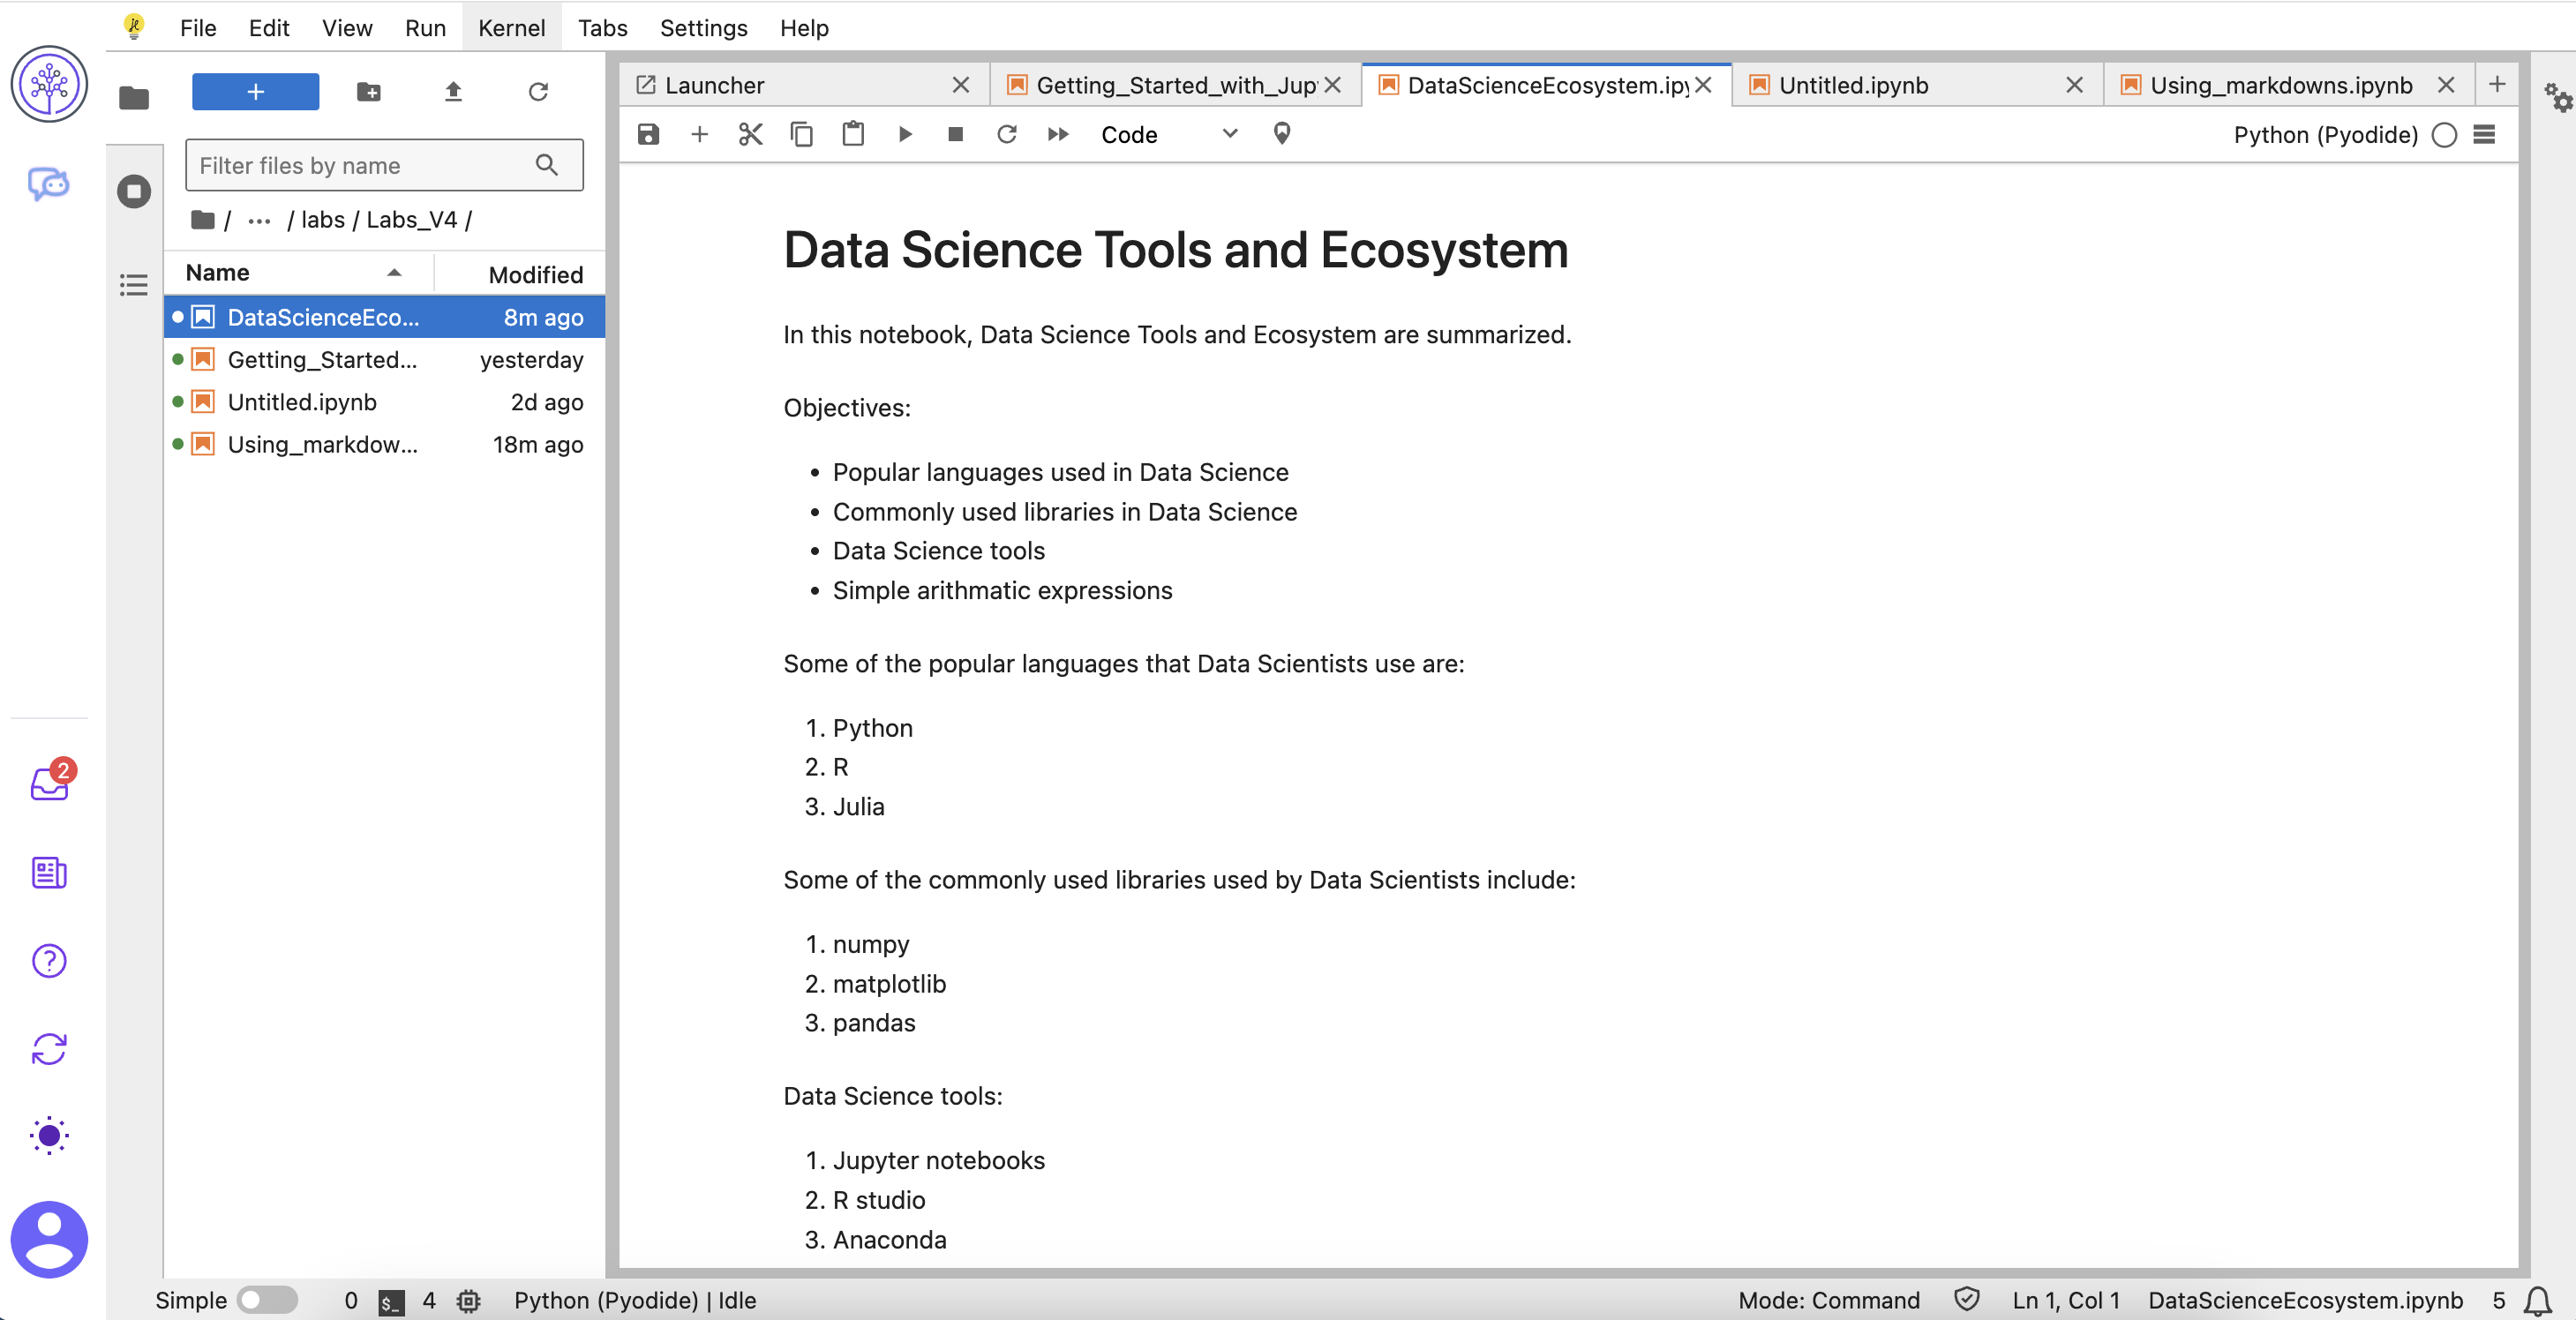 File Edit View Run Kernel Tabs Settings Help
Launcher Getting_Started_with_Jup DataScienceEcosystem.ipy Untitled.ipynb Using_markdowns.ipynb
Code Python (Pyodide)
Filter files by name
/ ... / labs / Labs_V4 /
Name Modified
DataScienceEco... 8m ago
Getting_Started... yesterday
Untitled.ipynb 2d ago
Using_markdow... 18m ago
Data Science Tools and Ecosystem
In this notebook, Data Science Tools and Ecosystem are summarized.
Objectives:
• Popular languages used in Data Science
• Commonly used libraries in Data Science
• Data Science tools
• Simple arithmatic expressions
Some of the popular languages that Data Scientists use are:
1. Python
2. R
3. Julia
Some of the commonly used libraries used by Data Scientists include:
1. numpy
2. matplotlib
3. pandas
Data Science tools:
1. Jupyter notebooks
2. R studio
3. Anaconda
2
Simple 0 $_ 4 Python (Pyodide) | Idle Mode: Command Ln 1, Col 1 DataScienceEcosystem.ipynb 5